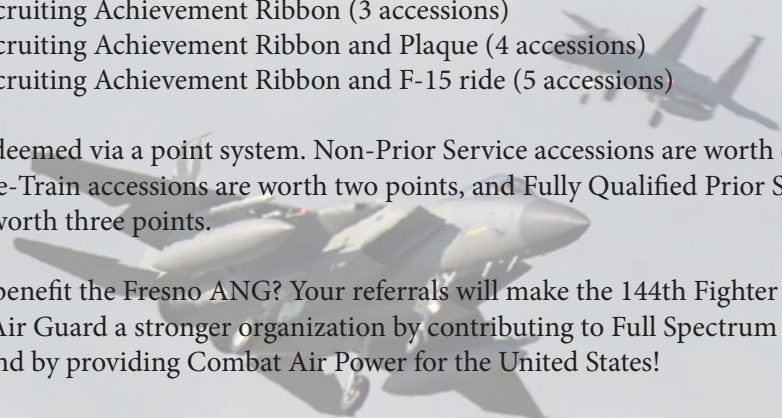 cruiting Achievement Ribbon (3 accessions)
cruiting Achievement Ribbon and Plaque (4 accessions)
cruiting Achievement Ribbon and F-15 ride (5 accessions)
deemed via a point system. Non-Prior Service accessions are worth
e-Train accessions are worth two points, and Fully Qualified Prior S
worth three points.
benefit the Fresno ANG? Your referrals will make the 144th Fighter
Air Guard a stronger organization by contributing to Full Spectrum
nd by providing Combat Air Power for the United States!